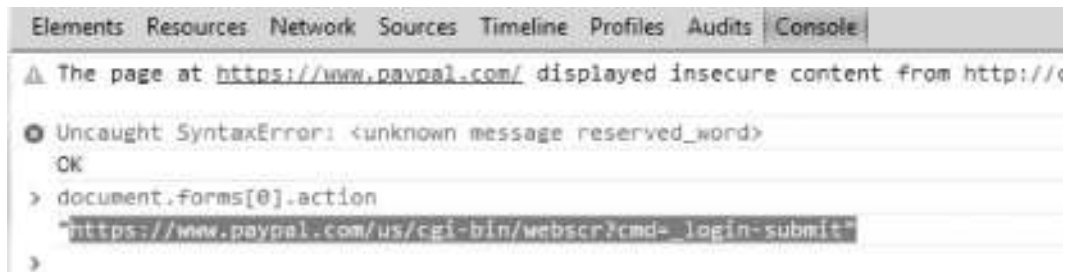 Elements Resources Network Sources Timeline Profiles Audits Console
The page at https://www.paypal.com/ displayed insecure content from http://
Uncaught SyntaxError: <unknown message reserved_word>
OK
> document.forms[0].action
"https://www.paypal.com/us/cgi-bin/webscr?cmd=_login-submit"
>